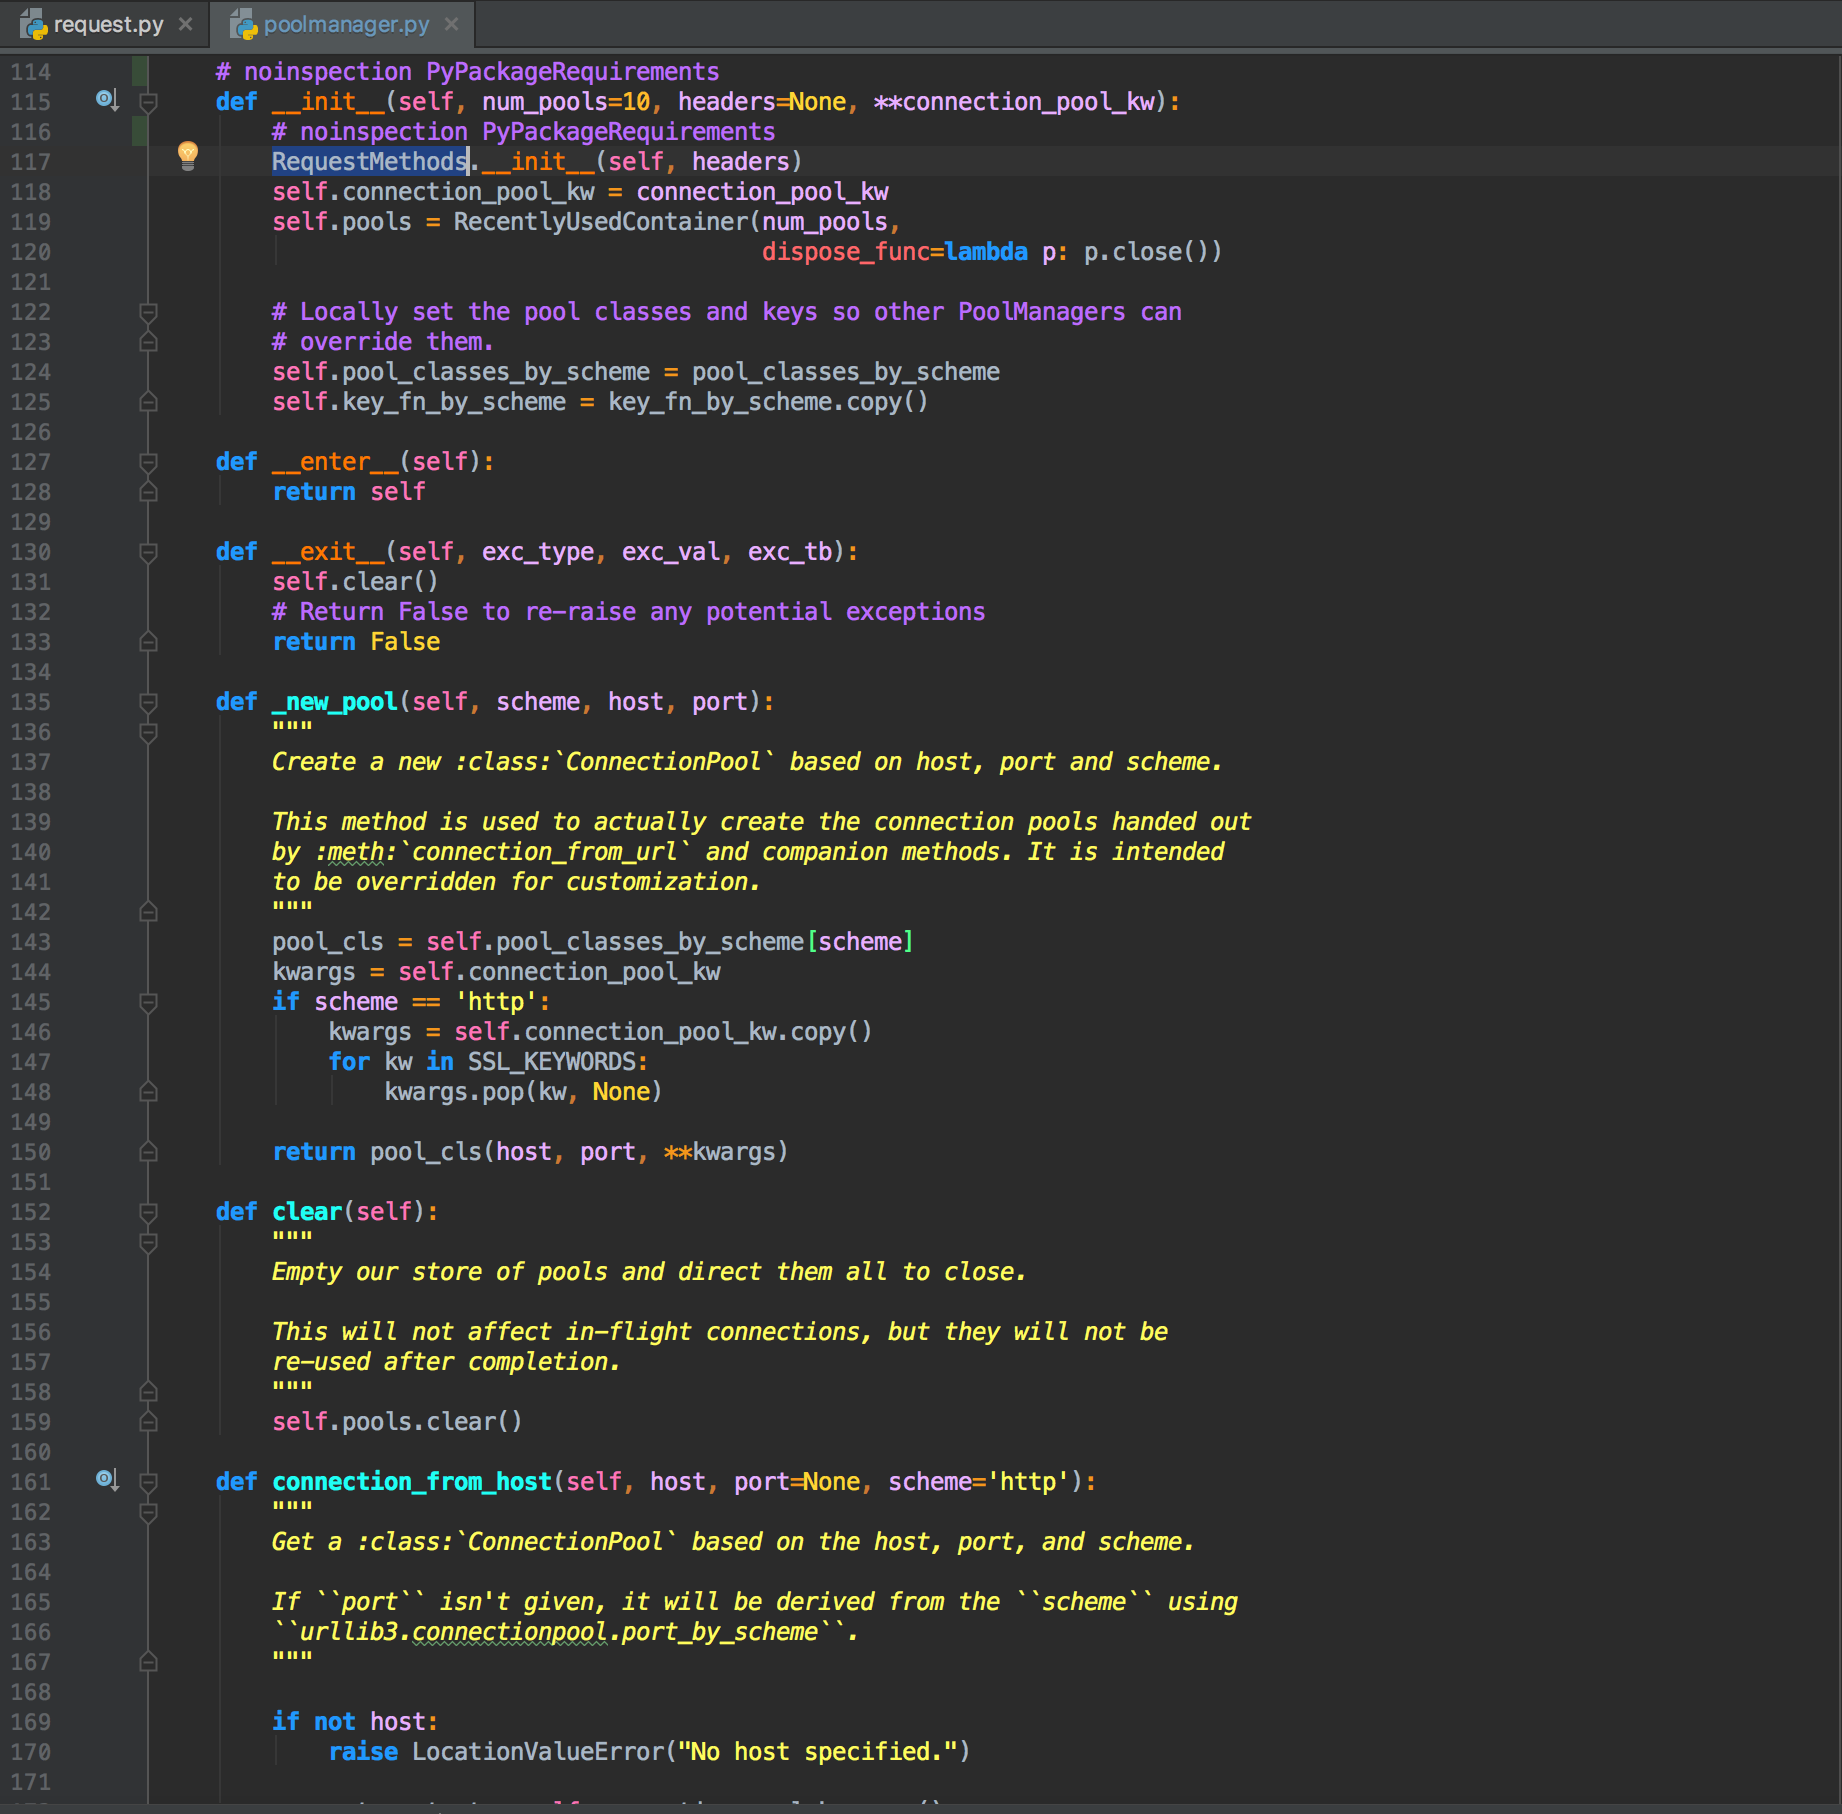 request.py × poolmanager.py ×
114 # noinspection PyPackageRequirements
115 def __init__(self, num_pools=10, headers=None, **connection_pool_kw):
116 # noinspection PyPackageRequirements
117 RequestMethods.__init__(self, headers)
118 self.connection_pool_kw = connection_pool_kw
119 self.pools = RecentlyUsedContainer(num_pools,
120 dispose_func=lambda p: p.close())
121
122 # Locally set the pool classes and keys so other PoolManagers can
123 # override them.
124 self.pool_classes_by_scheme = pool_classes_by_scheme
125 self.key_fn_by_scheme = key_fn_by_scheme.copy()
126
127 def __enter__(self):
128 return self
129
130 def __exit__(self, exc_type, exc_val, exc_tb):
131 self.clear()
132 # Return False to re-raise any potential exceptions
133 return False
134
135 def _new_pool(self, scheme, host, port):
136 """
137 Create a new :class:`ConnectionPool` based on host, port and scheme.
138
139 This method is used to actually create the connection pools handed out
140 by :meth:`connection_from_url` and companion methods. It is intended
141 to be overridden for customization.
142 """
143 pool_cls = self.pool_classes_by_scheme[scheme]
144 kwargs = self.connection_pool_kw
145 if scheme == 'http':
146 kwargs = self.connection_pool_kw.copy()
147 for kw in SSL_KEYWORDS:
148 kwargs.pop(kw, None)
149
150 return pool_cls(host, port, **kwargs)
151
152 def clear(self):
153 """
154 Empty our store of pools and direct them all to close.
155
156 This will not affect in-flight connections, but they will not be
157 re-used after completion.
158 """
159 self.pools.clear()
160
161 def connection_from_host(self, host, port=None, scheme='http'):
162 """
163 Get a :class:`ConnectionPool` based on the host, port, and scheme.
164
165 If ``port`` isn't given, it will be derived from the ``scheme`` using
166 ``urllib3.connectionpool.port_by_scheme``.
167 """
168
169 if not host:
170 raise LocationValueError("No host specified.")
171